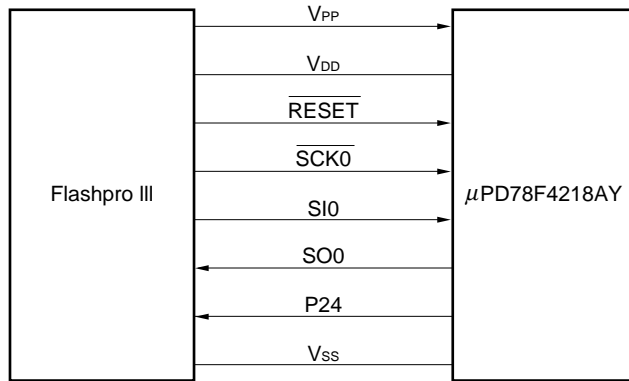 VPP
VDD
RESET
SCK0
Flashpro III
μPD78F4218AY
SI0
SO0
P24
VSS